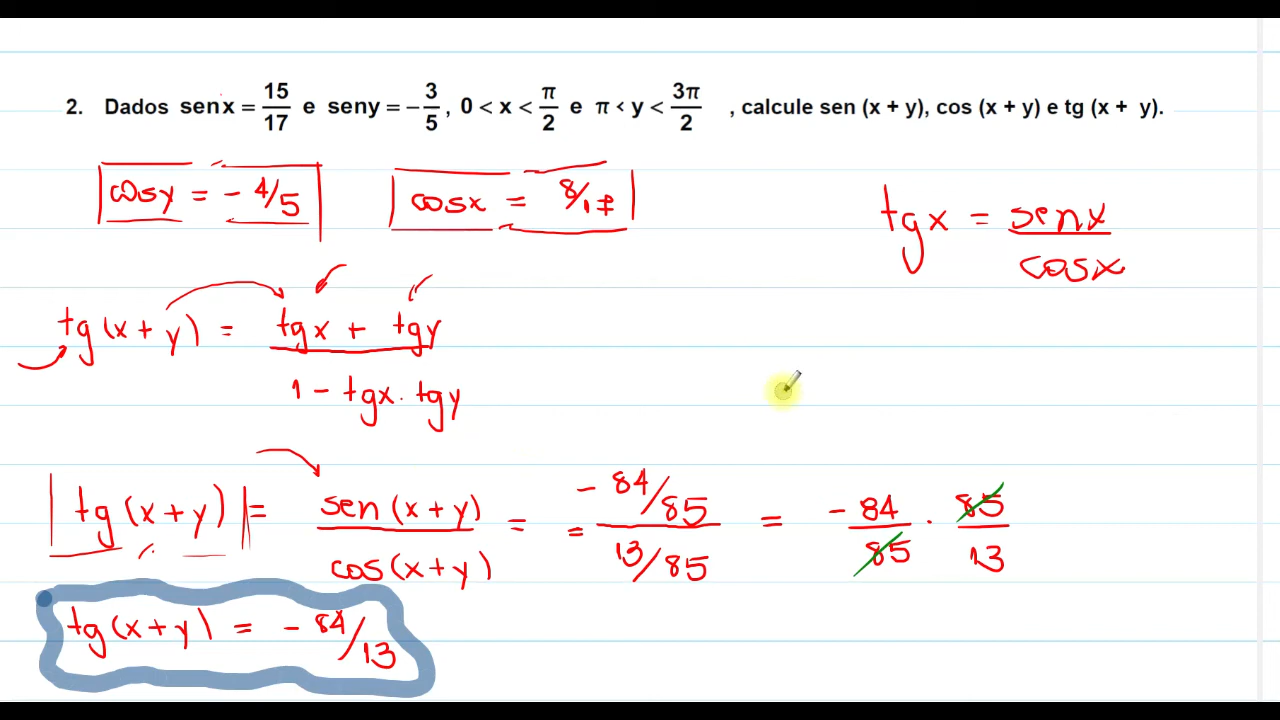 2. Dados sen x = 15/17 e sen y = - 3/5, 0 < x < π/2 e π < y < 3π/2 , calcule sen (x + y), cos (x + y) e tg (x + y).
cosy = - 4/5
cosx = 8/17
tgx = senx/cosx
tg(x + y) = tgx + tgy / 1 - tgx . tgy
tg(x + y) = sen(x + y)/cos(x + y) = = -84/85 / 13/85 = -84/85 . 85/13
tg(x + y) = - 84/13